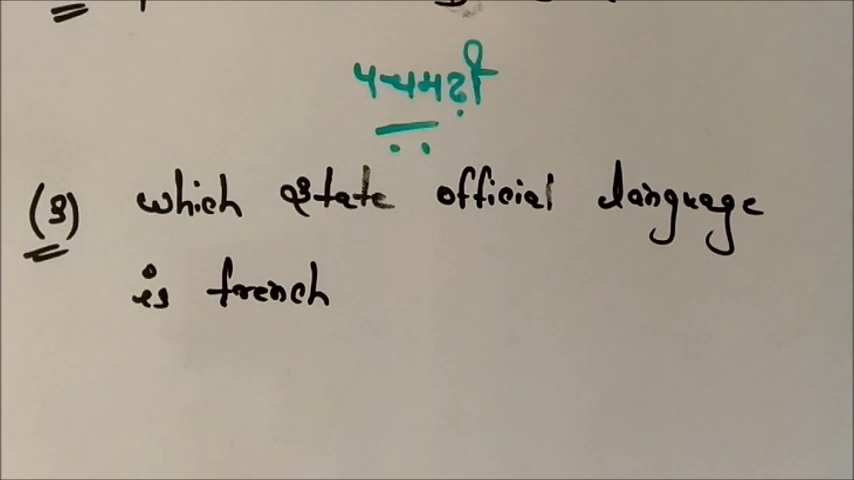 पचमढ़ी
(3) which state official language
is french